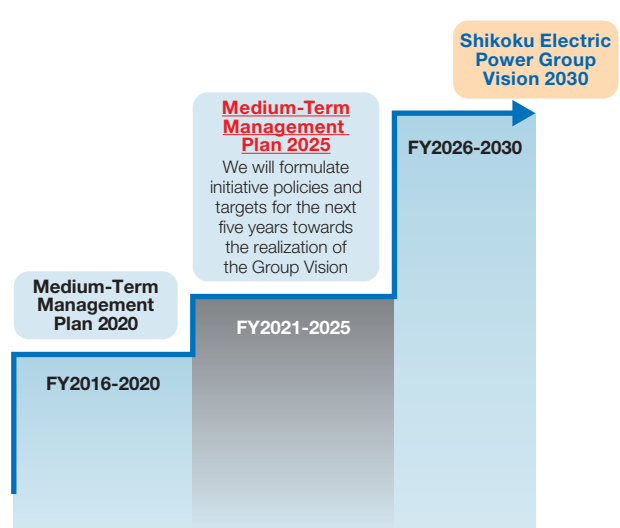 Shikoku Electric
Power Group
Vision 2030
Medium-Term
Management
Plan 2025
We will formulate
initiative policies and
targets for the next
five years towards
the realization of
the Group Vision
FY2026-2030
Medium-Term
Management
Plan 2020
FY2021-2025
FY2016-2020